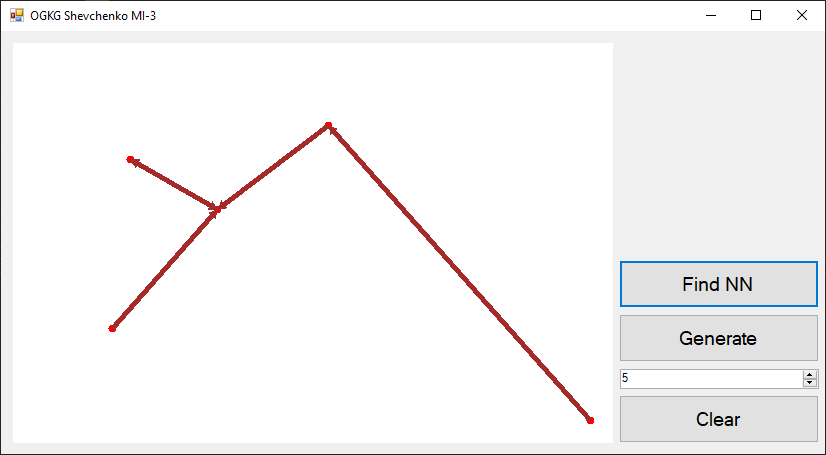 OGKG Shevchenko MI-3
Find NN
Generate
5
Clear